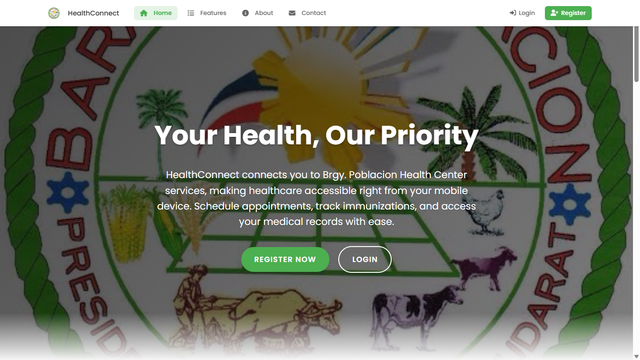 HealthConnect
Home
Features
About
Contact
Login
Register
BARA
CION
PRESID
NDARAT
Your Health, Our Priority
HealthConnect connects you to Brgy. Poblacion Health Center
services, making healthcare accessible right from your mobile
device. Schedule appointments, track immunizations, and access
your medical records with ease.
REGISTER NOW
LOGIN